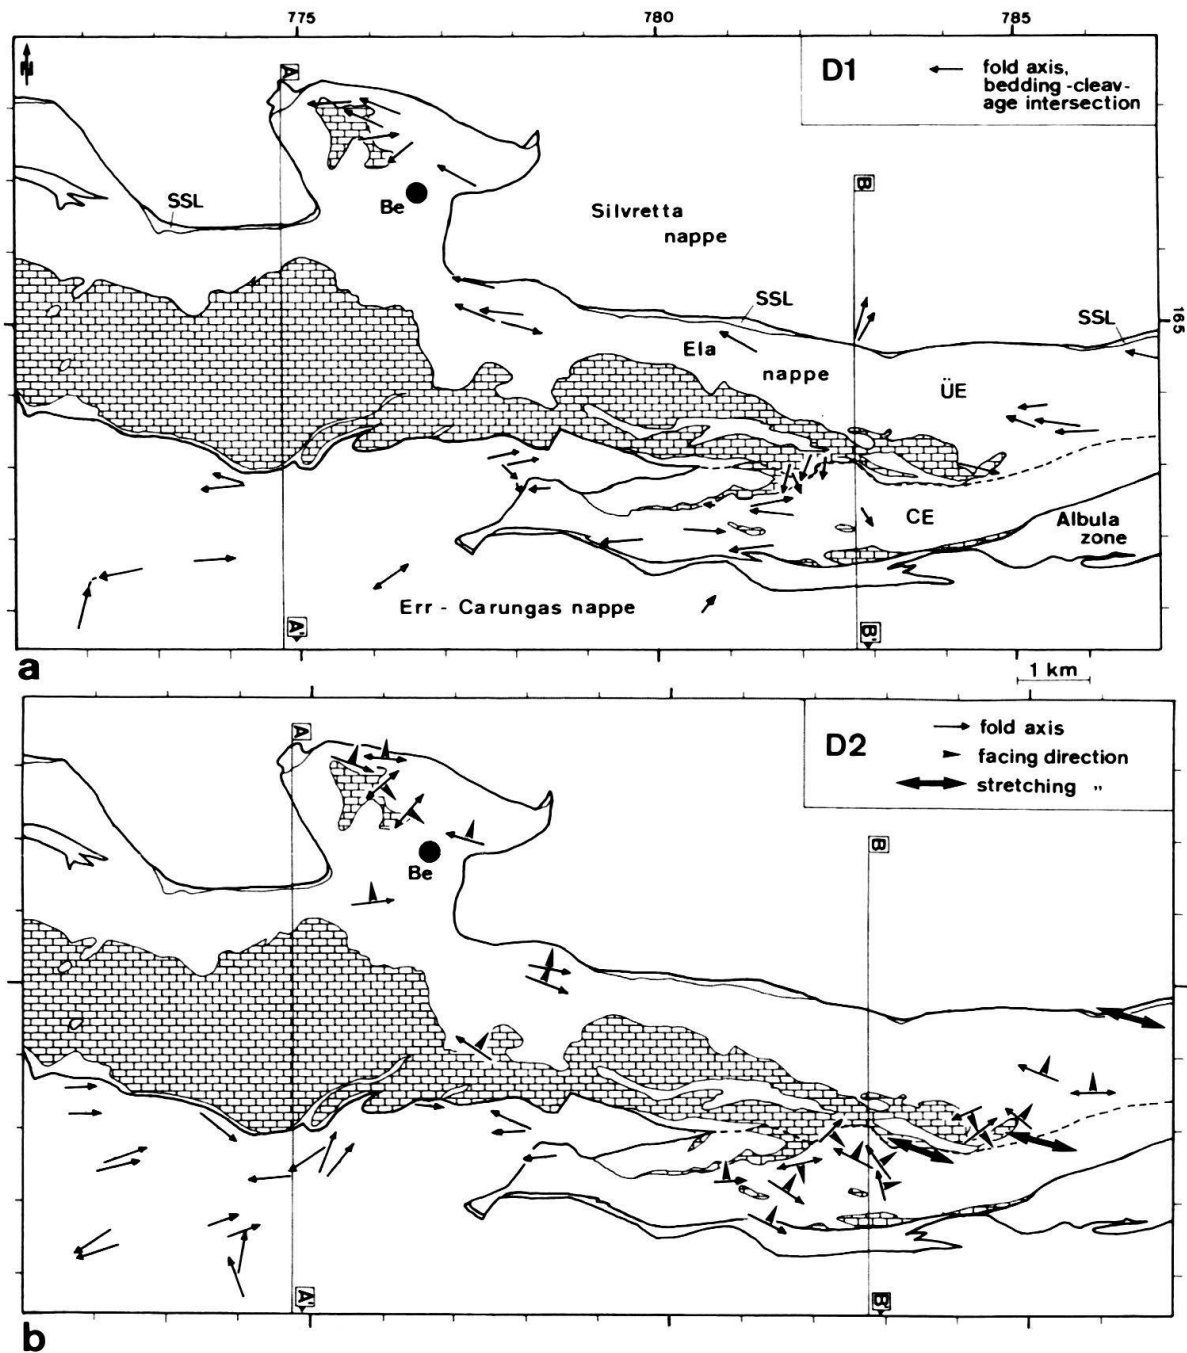 775 780 785
N
D1
fold axis,
bedding-cleav-
age intersection
A
B
SSL
Be
Silvretta
nappe
SSL
SSL
165
Ela
nappe
ÜE
CE
Albula
zone
Err - Carungas nappe
A'
B'
a
1 km
D2
fold axis
facing direction
stretching "
A
B
Be
A'
B'
b